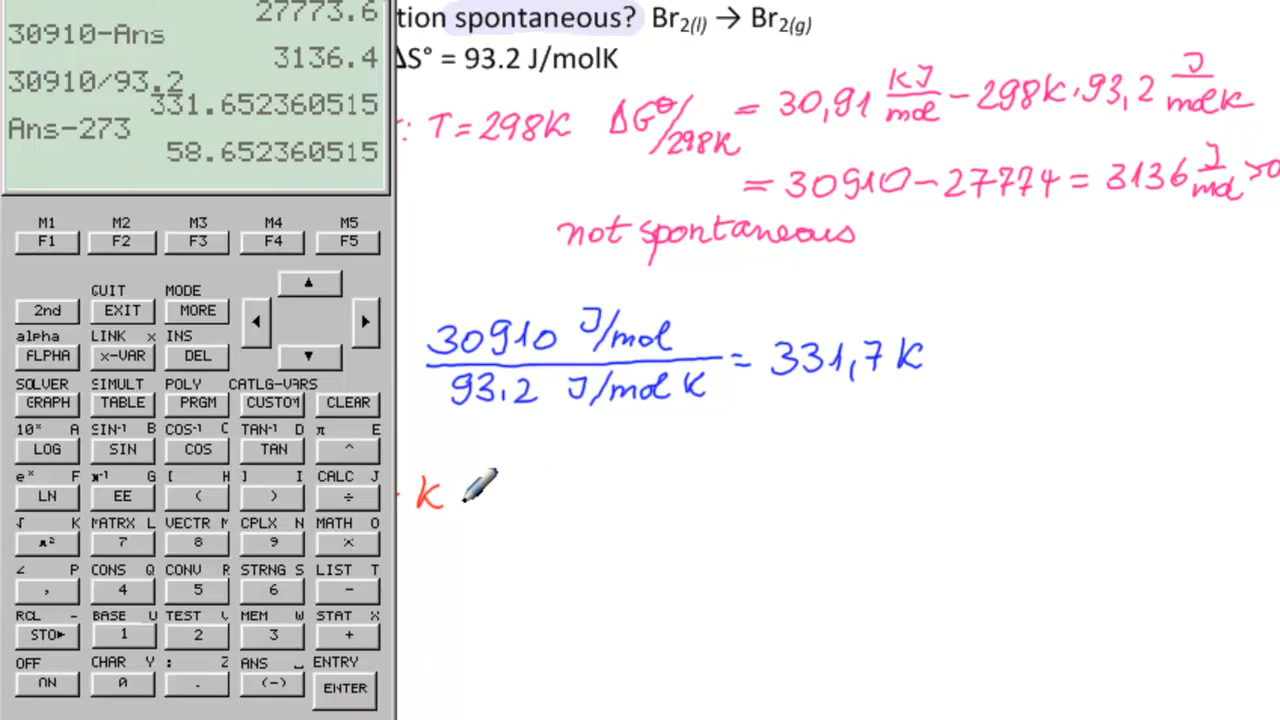 27773.6
30910-Ans
3136.4
30910/93.2
331.652360515
Ans-273
58.652360515
M1 M2 M3 M4 M5
F1 F2 F3 F4 F5
QUIT MODE
2nd EXIT MORE
alpha LINK x INS
ALPHA x-VAR DEL
SOLVER SIMULT POLY CATLG-VARS
GRAPH TABLE PRGM CUSTOM CLEAR
10ˣ A SIN⁻¹ B COS⁻¹ C TAN⁻¹ D π E
LOG SIN COS TAN ^
eˣ F x⁻¹ G [ H ] I CALC J
LN EE ( ) ÷
√ K MATRX L VECTR M CPLX N MATH O
x² 7 8 9 ×
∠ P CONS Q CONV R STRNG S LIST T
, 4 5 6 −
RCL = BASE U TEST V MEM W STAT X
STO► 1 2 3 +
OFF CHAR Y : Z ANS ␣ ENTRY
ON 0 . (-) ENTER
tion spontaneous? Br₂₍l₎ → Br₂₍g₎
ΔS° = 93.2 J/molK
: T = 298K ΔG°/298K = 30,91 kJ/mol − 298K · 93,2 J/mol K
= 30910 − 27774 = 3136 J/mol >0
not spontaneous
30910 J/mol
93.2 J/mol K
= 331,7 K
K